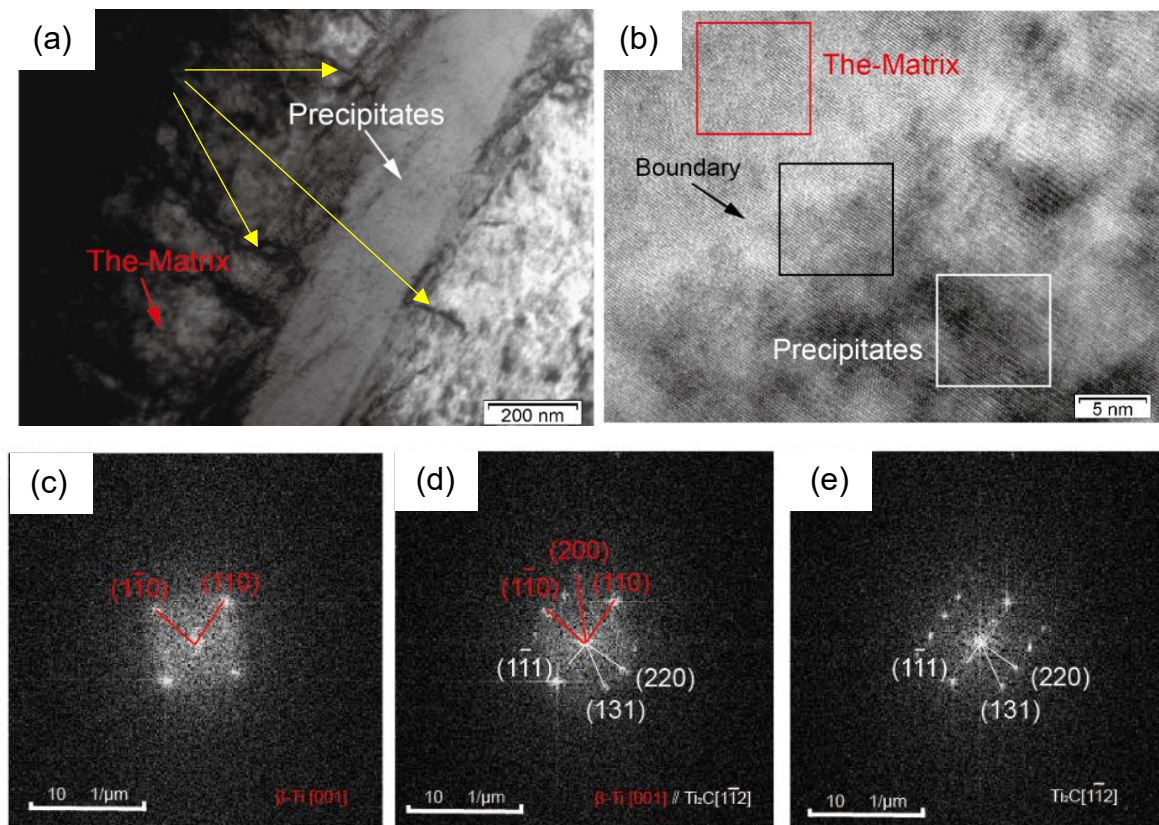 (a)
Precipitates
The-Matrix
200 nm
(b)
The-Matrix
Boundary
Precipitates
5 nm
(c)
(11̄0)
(110)
10 1/μm
β-Ti [001]
(d)
(200)
(11̄0)
(110)
(11̄1)
(220)
(131)
10 1/μm
β-Ti [001] // Ti₂C[11̄2]
(e)
(11̄1)
(220)
(131)
10 1/μm
Ti₂C[11̄2]